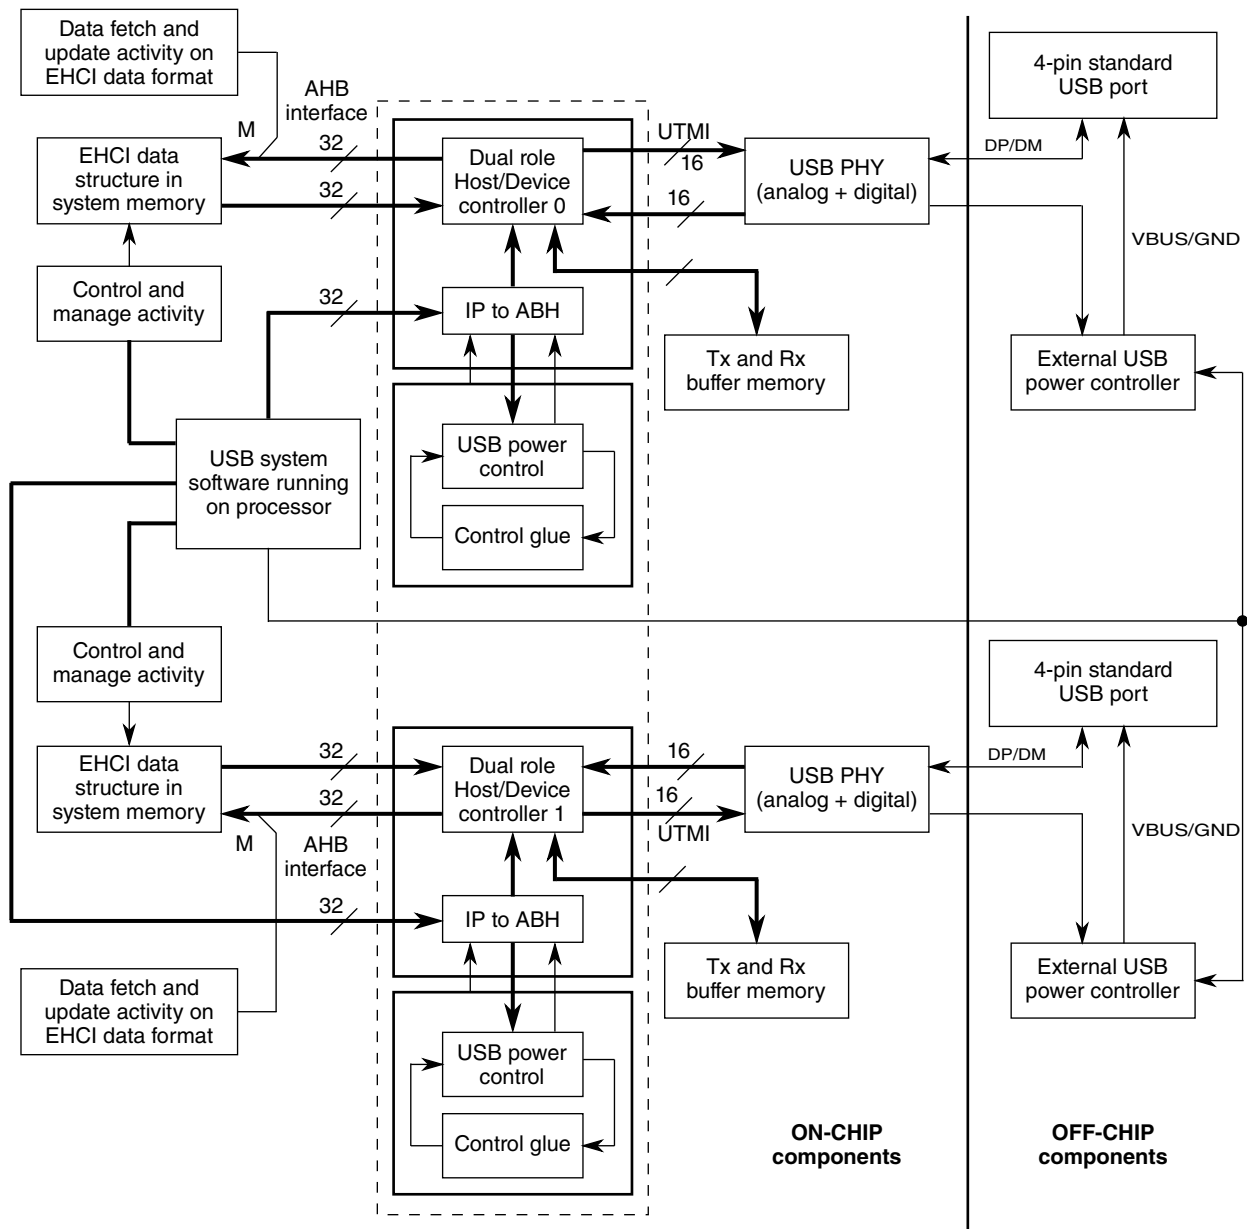 Data fetch and
update activity on
EHCI data format
AHB
interface
M
32
EHCI data
structure in
system memory
32
Dual role
Host/Device
controller 0
UTMI
16
16
USB PHY
(analog + digital)
DP/DM
4-pin standard
USB port
VBUS/GND
Control and
manage activity
32
IP to ABH
Tx and Rx
buffer memory
External USB
power controller
USB system
software running
on processor
USB power
control
Control glue
Control and
manage activity
4-pin standard
USB port
EHCI data
structure in
system memory
32
32
M
AHB
interface
Dual role
Host/Device
controller 1
16
16
UTMI
USB PHY
(analog + digital)
DP/DM
VBUS/GND
32
IP to ABH
Tx and Rx
buffer memory
External USB
power controller
Data fetch and
update activity on
EHCI data format
USB power
control
Control glue
ON-CHIP
components
OFF-CHIP
components